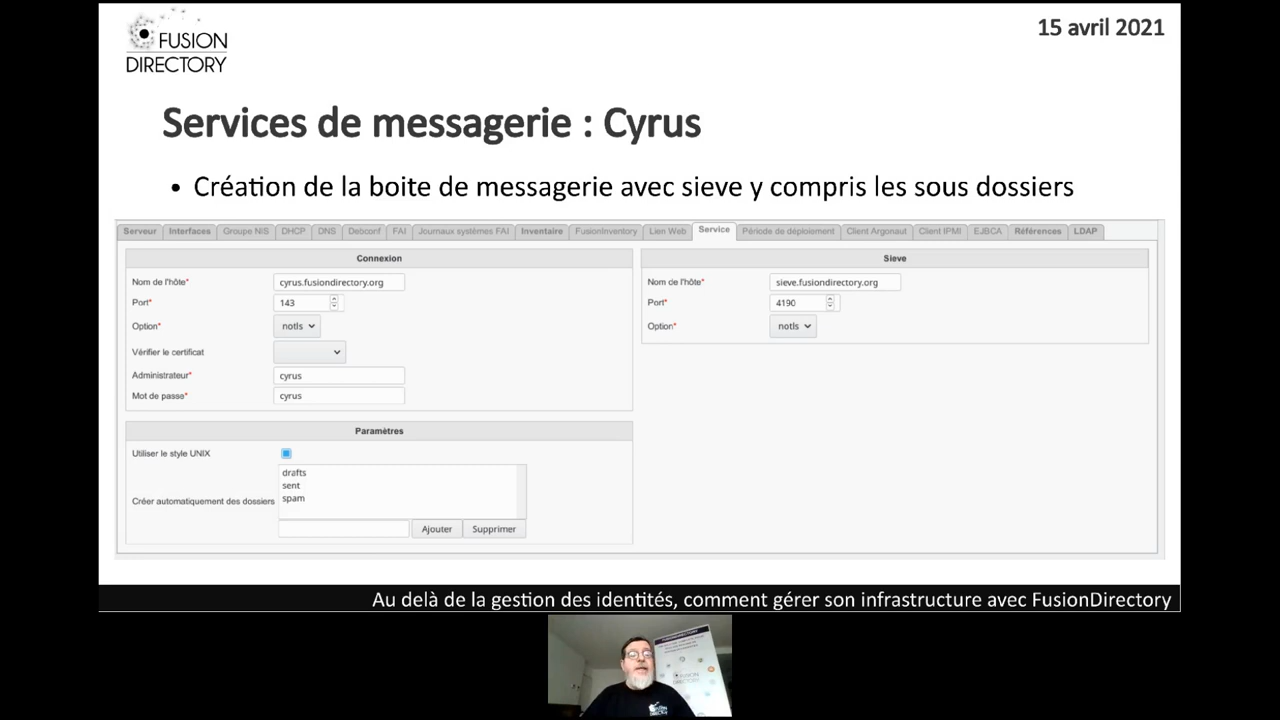 FUSION
DIRECTORY
15 avril 2021
Services de messagerie : Cyrus
• Création de la boite de messagerie avec sieve y compris les sous dossiers
Serveur Interfaces Groupe NIS DHCP DNS Debconf FAI Journaux systèmes FAI Inventaire FusionInventory Lien Web Service Période de déploiement Client Argonaut Client IPMI EJBCA Références LDAP
Connexion
Nom de l'hôte* cyrus.fusiondirectory.org
Port* 143
Option* notls
Vérifier le certificat
Administrateur* cyrus
Mot de passe* cyrus
Sieve
Nom de l'hôte* sieve.fusiondirectory.org
Port* 4190
Option* notls
Paramètres
Utiliser le style UNIX
drafts
sent
spam
Créer automatiquement des dossiers
Ajouter Supprimer
Au delà de la gestion des identités, comment gérer son infrastructure avec FusionDirectory
FUSION
DIRECTORY